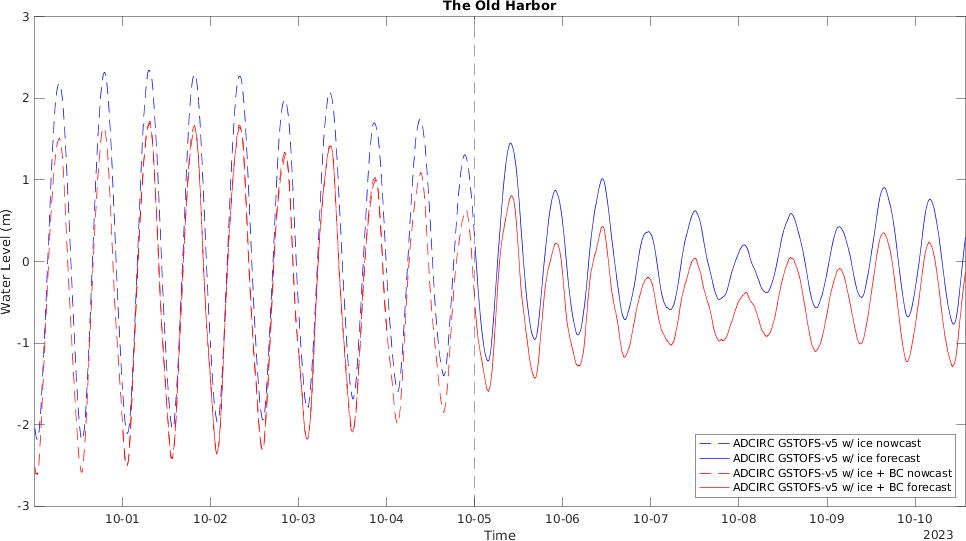 The Old Harbor
3
2
1
0
-1
-2
-3
Water Level (m)
ADCIRC GSTOFS-v5 w/ ice nowcast
ADCIRC GSTOFS-v5 w/ ice forecast
ADCIRC GSTOFS-v5 w/ ice + BC nowcast
ADCIRC GSTOFS-v5 w/ ice + BC forecast
10-01 10-02 10-03 10-04 10-05 10-06 10-07 10-08 10-09 10-10
Time
2023